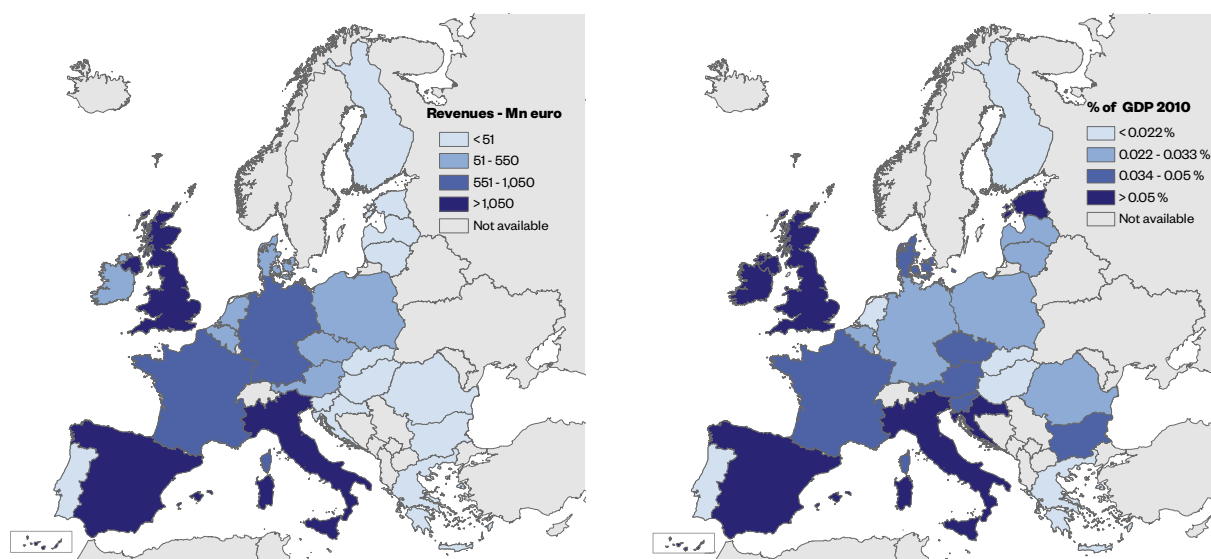 Revenues - Mn euro
< 51
51 - 550
551 - 1,050
>1,050
Not available
% of GDP 2010
< 0.022 %
0.022 - 0.033 %
0.034 - 0.05 %
> 0.05 %
Not available